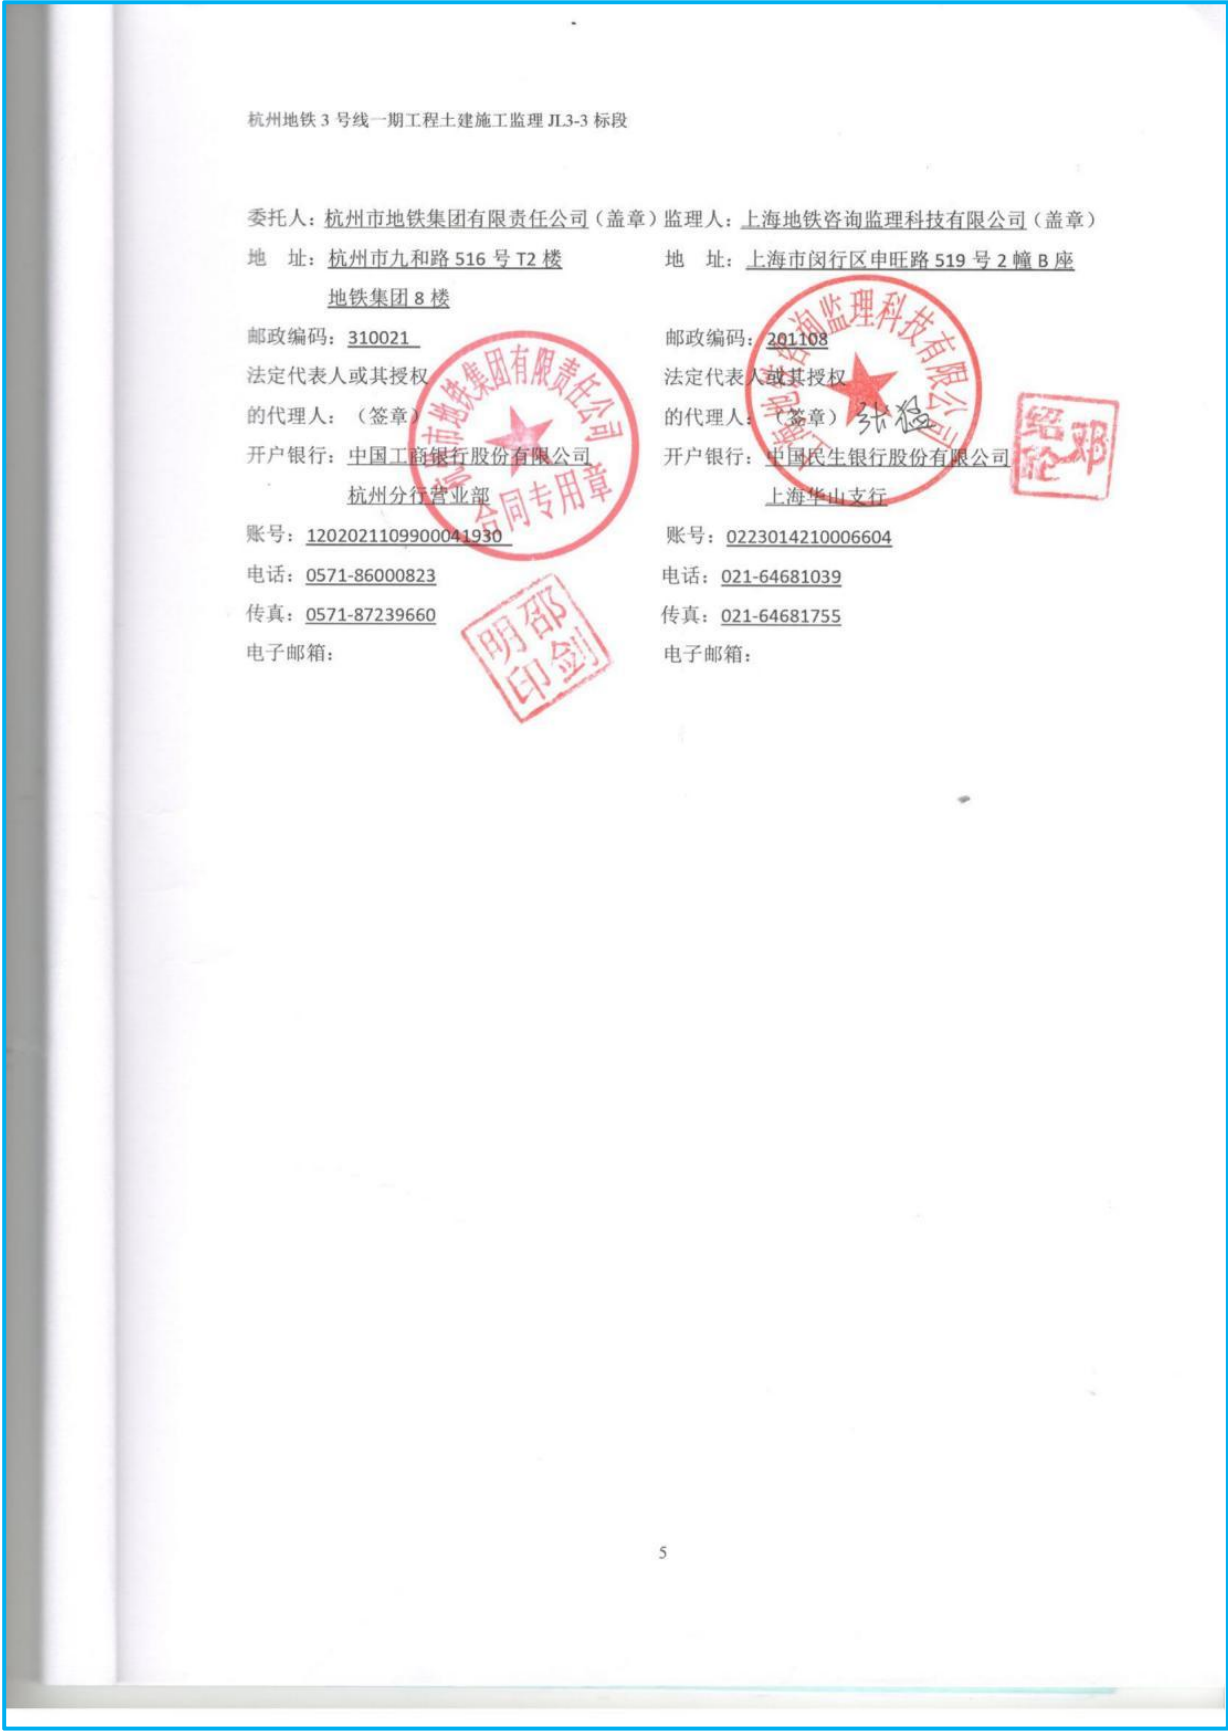 杭州地铁 3 号线一期工程土建施工监理 JL3-3 标段
委托人：杭州市地铁集团有限责任公司（盖章）监理人：上海地铁咨询监理科技有限公司（盖章）
地　址：杭州市九和路 516 号 T2 楼　地　址：上海市闵行区申旺路 519 号 2 幢 B 座
地铁集团 8 楼
邮政编码：310021　邮政编码：201108
法定代表人或其授权　法定代表人或其授权
的代理人：（签章）　的代理人：（签章）张猛
开户银行：中国工商银行股份有限公司　开户银行：中国民生银行股份有限公司
杭州分行营业部　上海华山支行
账号：1202021109900041930　账号：0223014210006604
电话：0571-86000823　电话：021-64681039
传真：0571-87239660　传真：021-64681755
电子邮箱：　电子邮箱：
杭州市地铁集团有限责任公司
合同专用章
上海地铁咨询监理科技有限公司
邵剑
明印
邓
绍
5